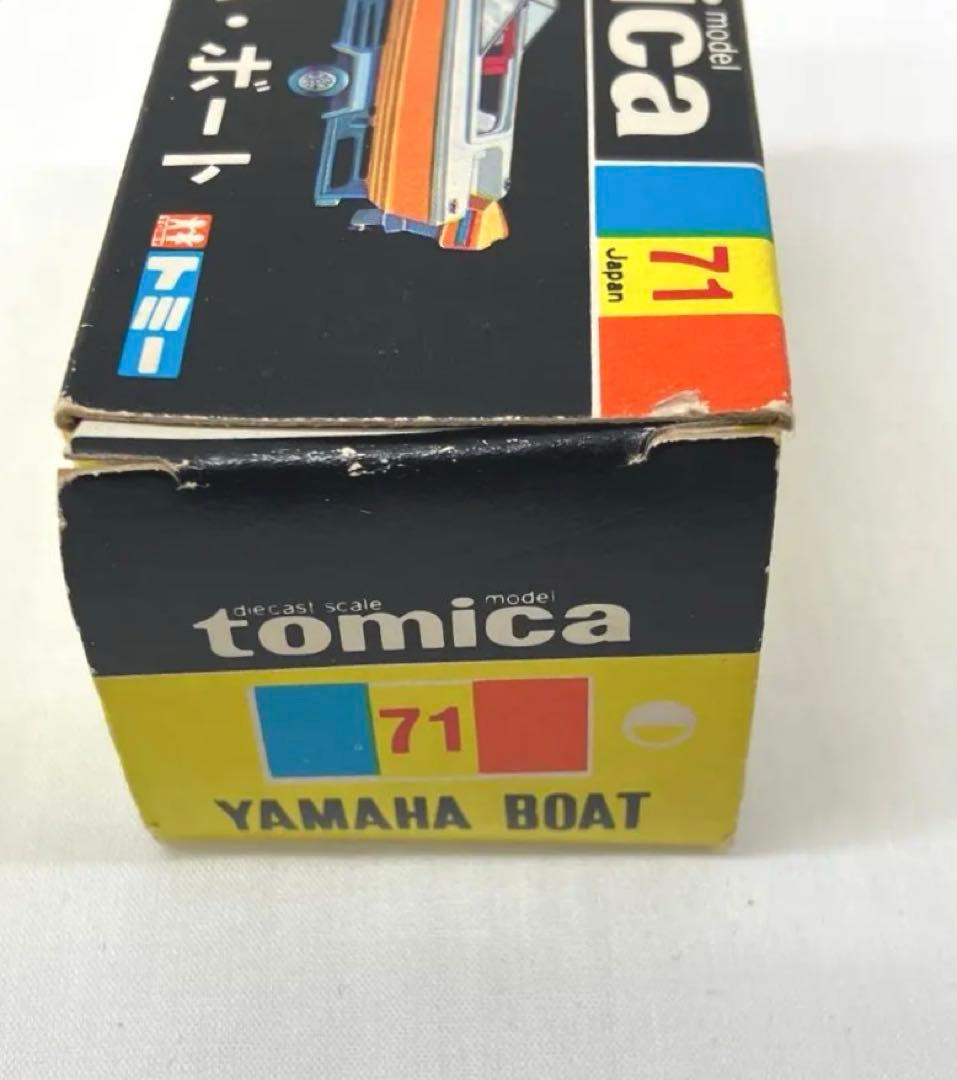 ・ボート
トミー
model
ica
71
Japan
diecast scale model
tomica
71
YAMAHA BOAT